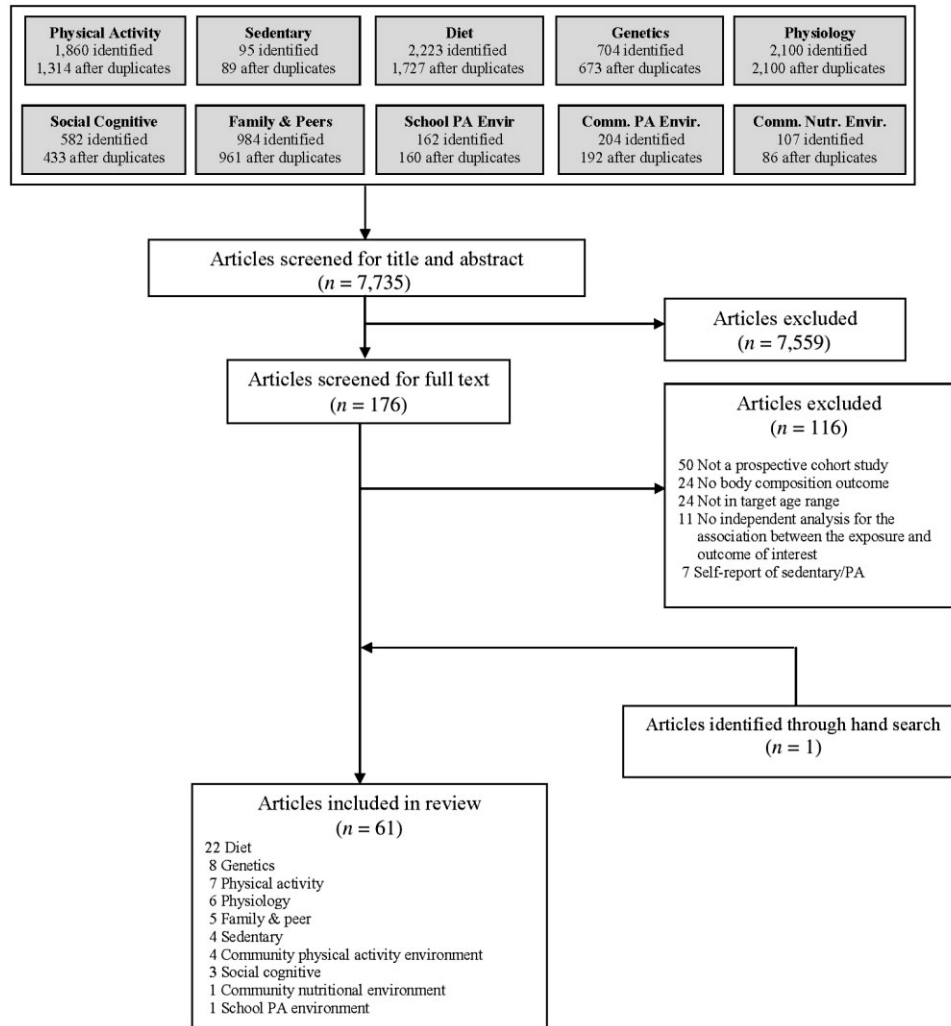 Physical Activity
1,860 identified
1,314 after duplicates
Sedentary
95 identified
89 after duplicates
Diet
2,223 identified
1,727 after duplicates
Genetics
704 identified
673 after duplicates
Physiology
2,100 identified
2,100 after duplicates
Social Cognitive
582 identified
433 after duplicates
Family & Peers
984 identified
961 after duplicates
School PA Envir
162 identified
160 after duplicates
Comm. PA Envir.
204 identified
192 after duplicates
Comm. Nutr. Envir.
107 identified
86 after duplicates
Articles screened for title and abstract
(n = 7,735)
Articles excluded
(n = 7,559)
Articles screened for full text
(n = 176)
Articles excluded
(n = 116)
50 Not a prospective cohort study
24 No body composition outcome
24 Not in target age range
11 No independent analysis for the
association between the exposure and
outcome of interest
7 Self-report of sedentary/PA
Articles identified through hand search
(n = 1)
Articles included in review
(n = 61)
22 Diet
8 Genetics
7 Physical activity
6 Physiology
5 Family & peer
4 Sedentary
4 Community physical activity environment
3 Social cognitive
1 Community nutritional environment
1 School PA environment